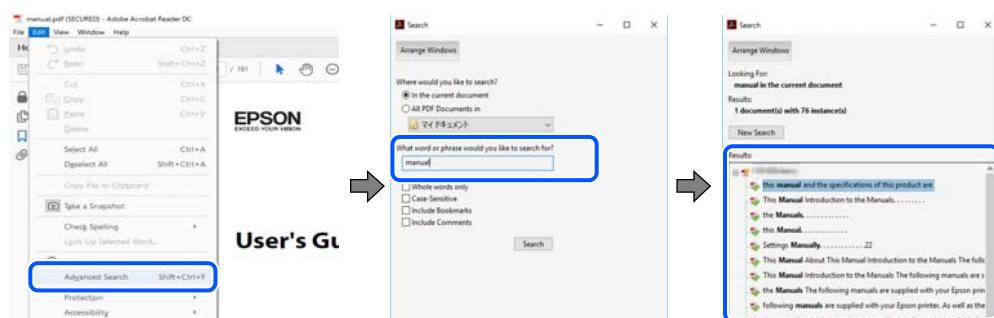 manual.pdf (SECURED) - Adobe Acrobat Reader DC
File Edit View Window Help
Undo Ctrl+Z
Redo Shift+Ctrl+Z
Cut Ctrl+X
Copy Ctrl+C
Paste Ctrl+V
Delete
Select All Ctrl+A
Deselect All Shift+Ctrl+A
Copy File to Clipboard
Take a Snapshot
Check Spelling
Look Up Selected Word...
Advanced Search Shift+Ctrl+F
Protection
Accessibility
/ 181
EPSON
EXCEED YOUR VISION
User's Gu
Search
Arrange Windows
Where would you like to search?
In the current document
All PDF Documents in
マイドキュメント
What word or phrase would you like to search for?
manual
Whole words only
Case-Sensitive
Include Bookmarks
Include Comments
Search
Search
Arrange Windows
Looking For:
manual in the current document
Results:
1 document(s) with 76 instance(s)
New Search
Results:
this manual and the specifications of this product are
This Manual Introduction to the Manuals. . . . . . . . .
the Manuals. . . . . . . . . . . . .
this Manual. . . . . . . . . . . . .
Settings Manually. . . . . . . . . . . . .22
This Manual About This Manual Introduction to the Manuals The follo
This Manual Introduction to the Manuals The following manuals are s
the Manuals The following manuals are supplied with your Epson prin
following manuals are supplied with your Epson printer. As well as the